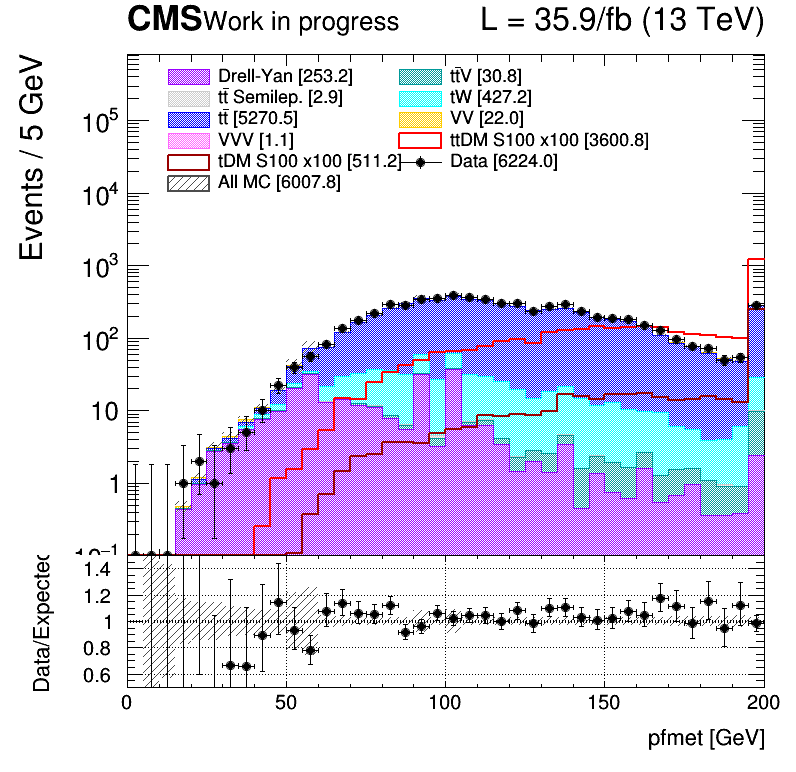 CMS Work in progress L = 35.9/fb (13 TeV)
Events / 5 GeV
Drell-Yan [253.2] tt̄V [30.8]
tt̄ Semilep. [2.9] tW [427.2]
tt̄ [5270.5] VV [22.0]
VVV [1.1] ttDM S100 x100 [3600.8]
tDM S100 x100 [511.2] Data [6224.0]
All MC [6007.8]
10⁵
10⁴
10³
10²
10
1
10⁻¹
Data/Expected
1.4
1.2
1
0.8
0.6
0 50 100 150 200
pfmet [GeV]